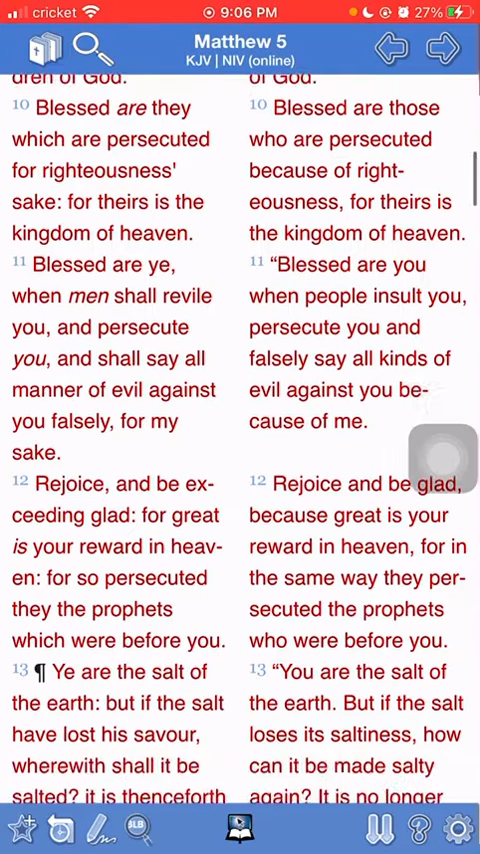 cricket 9:06 PM 27%
Matthew 5
KJV | NIV (online)
dren of God.
10 Blessed are they
which are persecuted
for righteousness'
sake: for theirs is the
kingdom of heaven.
11 Blessed are ye,
when men shall revile
you, and persecute
you, and shall say all
manner of evil against
you falsely, for my
sake.
12 Rejoice, and be ex-
ceeding glad: for great
is your reward in heav-
en: for so persecuted
they the prophets
which were before you.
13 ¶ Ye are the salt of
the earth: but if the salt
have lost his savour,
wherewith shall it be
salted? it is thenceforth
of God.
10 Blessed are those
who are persecuted
because of right-
eousness, for theirs is
the kingdom of heaven.
11 “Blessed are you
when people insult you,
persecute you and
falsely say all kinds of
evil against you be-
cause of me.
12 Rejoice and be glad,
because great is your
reward in heaven, for in
the same way they per-
secuted the prophets
who were before you.
13 “You are the salt of
the earth. But if the salt
loses its saltiness, how
can it be made salty
again? It is no longer
BLB